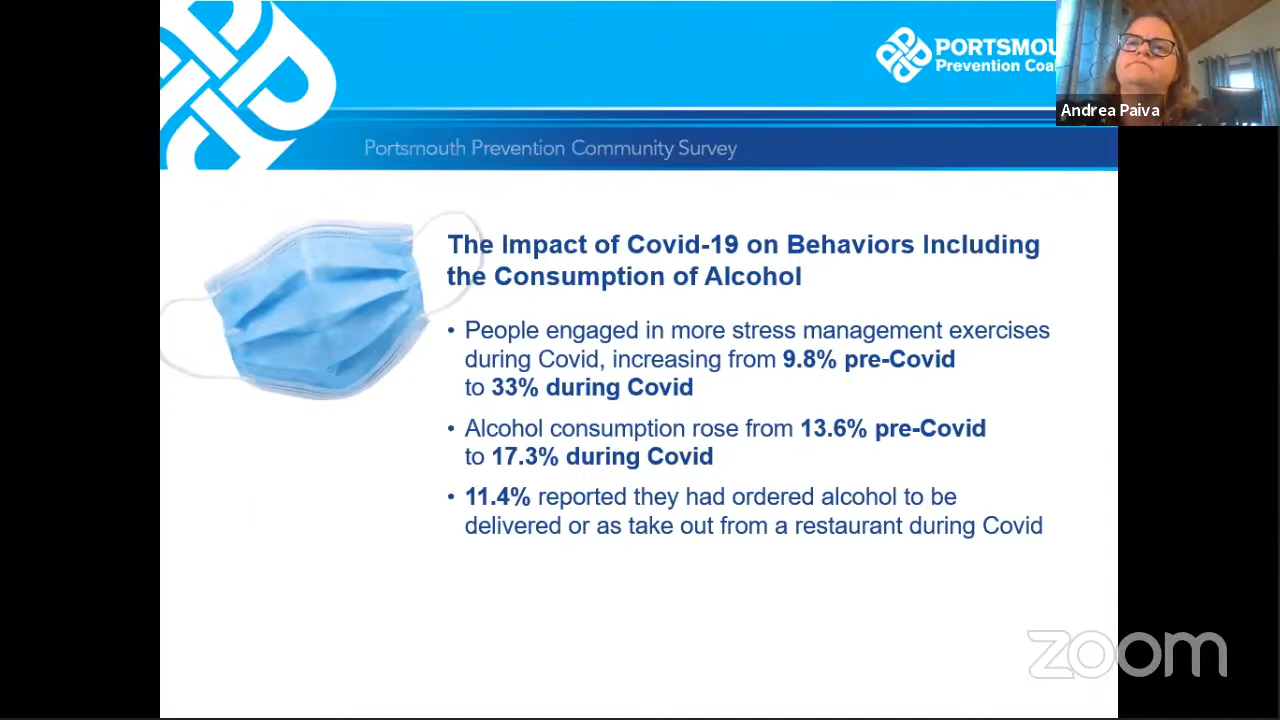 PORTSMOU
Prevention Coa
Andrea Paiva
Portsmouth Prevention Community Survey
The Impact of Covid-19 on Behaviors Including
the Consumption of Alcohol
• People engaged in more stress management exercises
during Covid, increasing from 9.8% pre-Covid
to 33% during Covid
• Alcohol consumption rose from 13.6% pre-Covid
to 17.3% during Covid
• 11.4% reported they had ordered alcohol to be
delivered or as take out from a restaurant during Covid
zoom